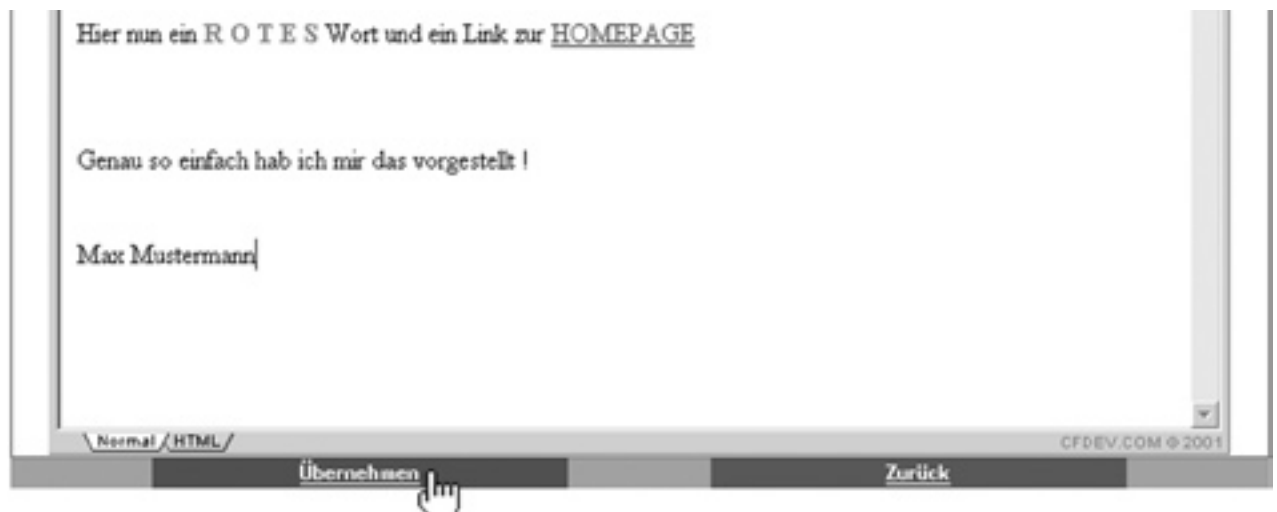 Hier nun ein R O T E S Wort und ein Link zur HOMEPAGE
Genau so einfach hab ich mir das vorgestellt !
Max Mustermann
Normal HTML
CFDEV.COM © 2001
Übernehmen Zurück